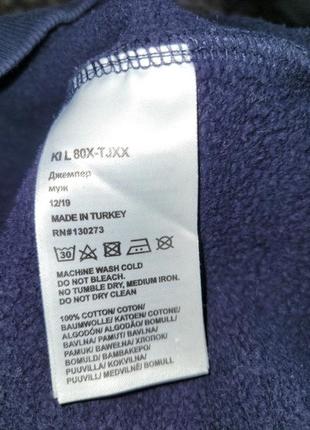 KI L 80X-TJXX
Джемпер
муж
12/19
MADE IN TURKEY
RN#130273
30
MACHINE WASH COLD
DO NOT BLEACH.
NO TUMBLE DRY, MEDIUM IRON.
DO NOT DRY CLEAN
100% COTTON/ COTON/
BAUMWOLLE/ KATOEN/ COTONE/
ALGODÓN/ ALGODÃO/ BOMULL/
BAVLNA/ PAMUT/ BAVLNA
PAMUK/ BAWEŁNA/ ХЛОПОК/
BOMULD/ BAMBAKEPO/
PUUVILLA/ KOKVILNA/
PUUVILL/ MEDVILNĖ/ BOMULL